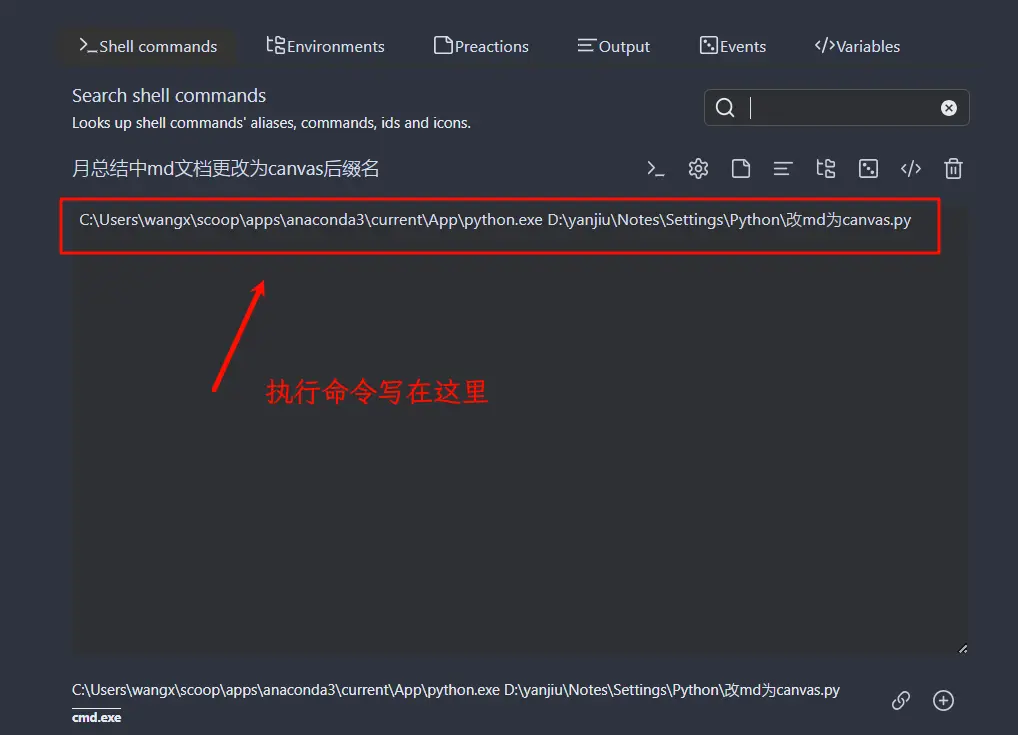 Shell commands Environments Preactions Output Events Variables
Search shell commands
Looks up shell commands' aliases, commands, ids and icons.
月总结中md文档更改为canvas后缀名
C:\Users\wangx\scoop\apps\anaconda3\current\App\python.exe D:\yanjiu\Notes\Settings\Python\改md为canvas.py
执行命令写在这里
C:\Users\wangx\scoop\apps\anaconda3\current\App\python.exe D:\yanjiu\Notes\Settings\Python\改md为canvas.py
cmd.exe